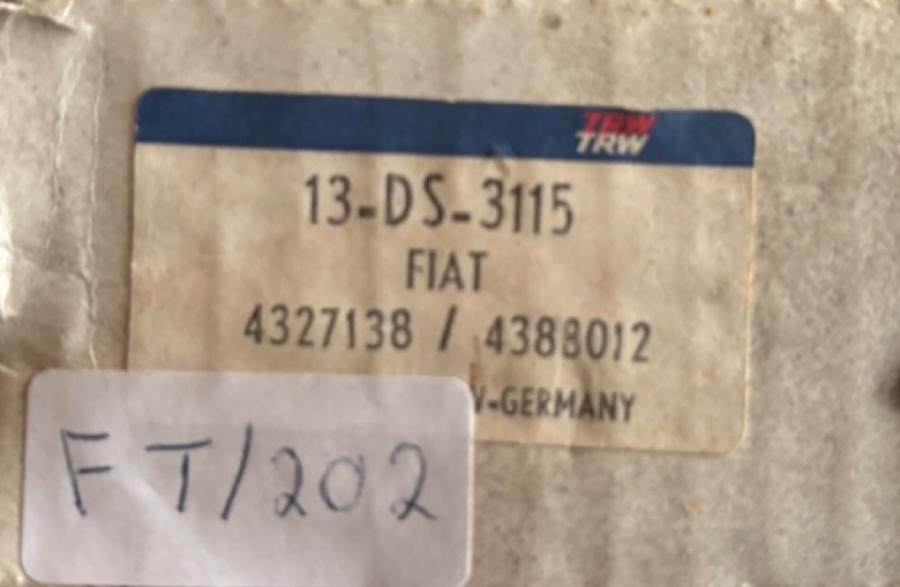 TRW
TRW
13-DS-3115
FIAT
4327138 / 4388012
W-GERMANY
FT/202